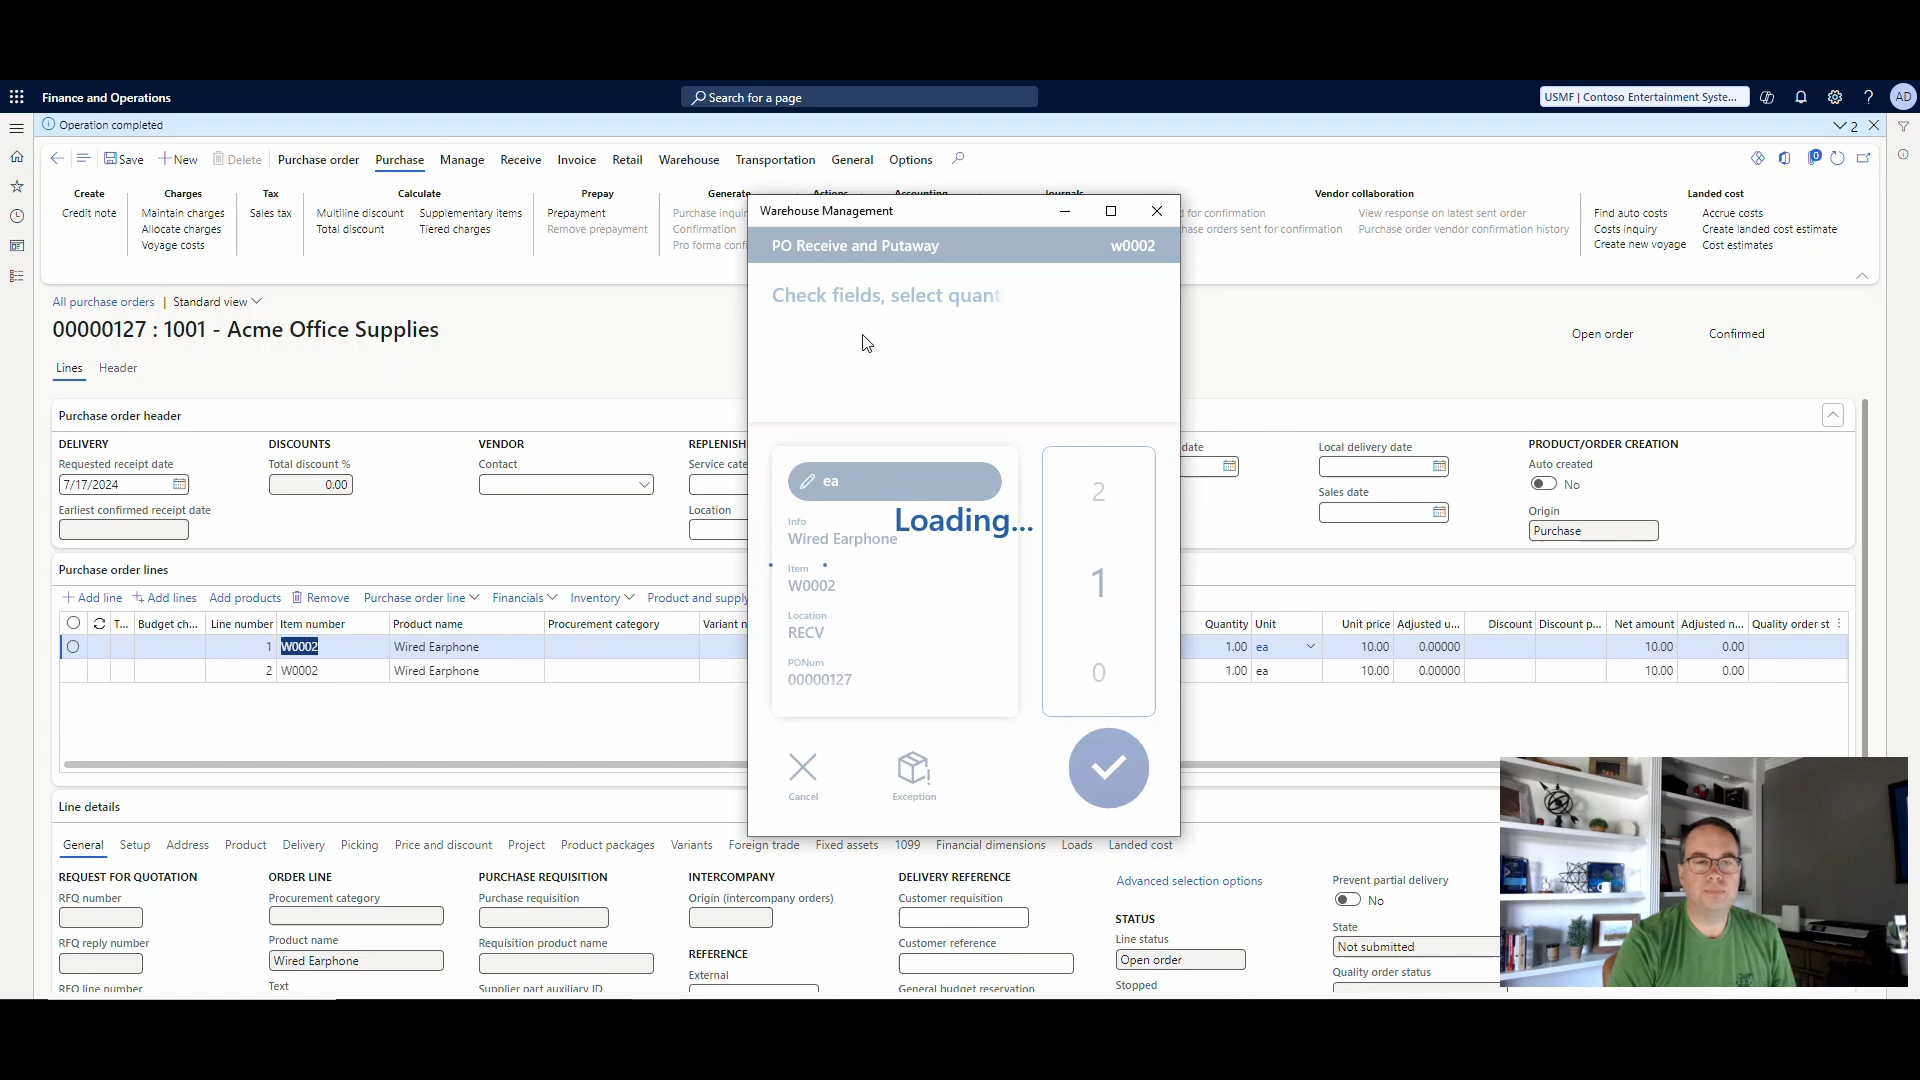 Finance and Operations
Search for a page
USMF | Contoso Entertainment Syste...
AD
Operation completed
2
Save
New
Delete
Purchase order
Purchase
Manage
Receive
Invoice
Retail
Warehouse
Transportation
General
Options
0
Create
Credit note
Charges
Maintain charges
Allocate charges
Voyage costs
Tax
Sales tax
Calculate
Multiline discount
Supplementary items
Total discount
Tiered charges
Prepay
Prepayment
Remove prepayment
Generate
Purchase inqui
Confirmation
Pro forma conf
Vendor collaboration
d for confirmation
View response on latest sent order
hase orders sent for confirmation
Purchase order vendor confirmation history
Landed cost
Find auto costs
Accrue costs
Costs inquiry
Create landed cost estimate
Create new voyage
Cost estimates
All purchase orders | Standard view
00000127 : 1001 - Acme Office Supplies
Open order
Confirmed
Lines
Header
Purchase order header
DELIVERY
Requested receipt date
7/17/2024
Earliest confirmed receipt date
DISCOUNTS
Total discount %
0.00
VENDOR
Contact
REPLENISH
Service cate
Location
date
Local delivery date
Sales date
PRODUCT/ORDER CREATION
Auto created
No
Origin
Purchase
Purchase order lines
Add line
Add lines
Add products
Remove
Purchase order line
Financials
Inventory
Product and supply
T...
Budget ch...
Line number
Item number
Product name
Procurement category
Variant n
Quantity
Unit
Unit price
Adjusted u...
Discount
Discount p...
Net amount
Adjusted n...
Quality order st
1 W0002 Wired Earphone 1.00 ea 10.00 0.00000 10.00 0.00
2 W0002 Wired Earphone 1.00 ea 10.00 0.00000 10.00 0.00
Warehouse Management
PO Receive and Putaway
w0002
Check fields, select quant
ea
Info
Wired Earphone
Item
W0002
Location
RECV
PONum
00000127
Loading...
2
1
0
Cancel
Exception
Line details
General
Setup
Address
Product
Delivery
Picking
Price and discount
Project
Product packages
Variants
Foreign trade
Fixed assets
1099
Financial dimensions
Loads
Landed cost
REQUEST FOR QUOTATION
RFQ number
RFQ reply number
RFQ line number
ORDER LINE
Procurement category
Product name
Wired Earphone
Text
PURCHASE REQUISITION
Purchase requisition
Requisition product name
Supplier part auxiliary ID
INTERCOMPANY
Origin (intercompany orders)
REFERENCE
External
DELIVERY REFERENCE
Customer requisition
Customer reference
General budget reservation
Advanced selection options
STATUS
Line status
Open order
Stopped
Prevent partial delivery
No
State
Not submitted
Quality order status